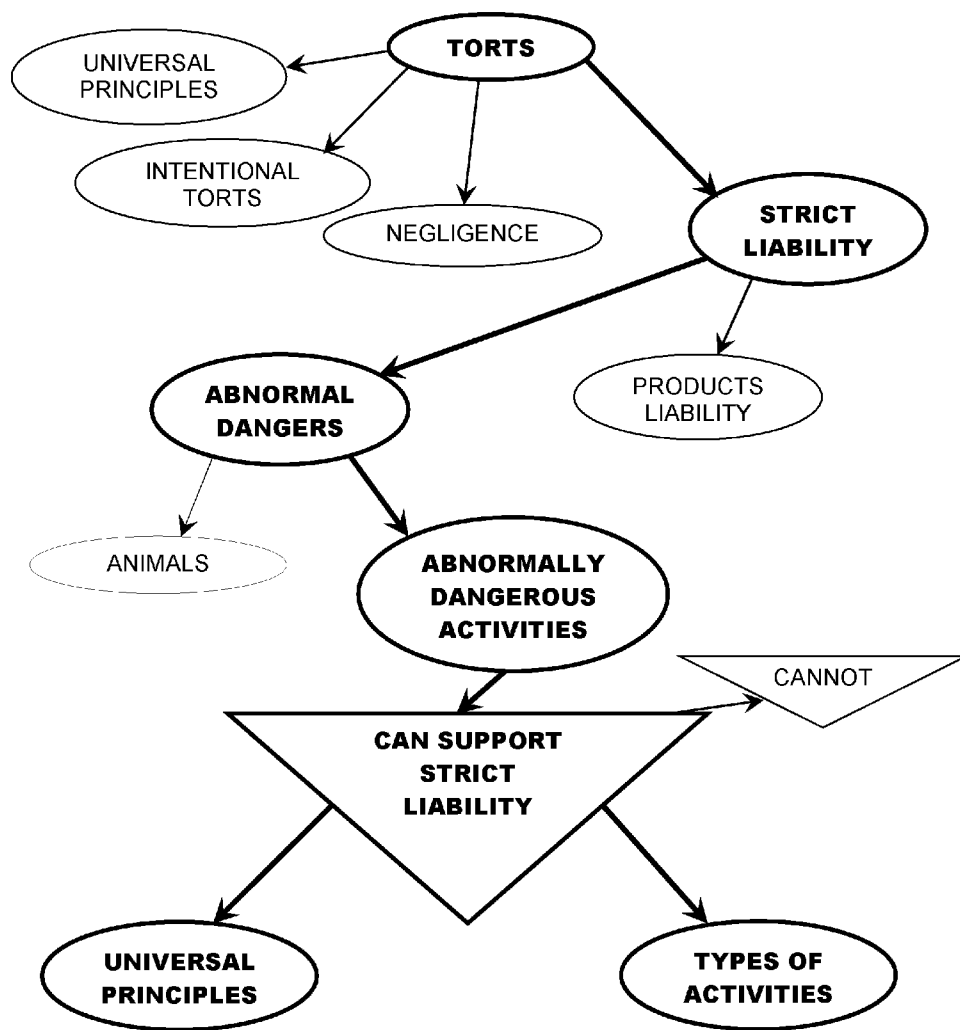 TORTS
UNIVERSAL
PRINCIPLES
INTENTIONAL
TORTS
NEGLIGENCE
STRICT
LIABILITY
ABNORMAL
DANGERS
PRODUCTS
LIABILITY
ANIMALS
ABNORMALLY
DANGEROUS
ACTIVITIES
CANNOT
CAN SUPPORT
STRICT
LIABILITY
UNIVERSAL
PRINCIPLES
TYPES OF
ACTIVITIES